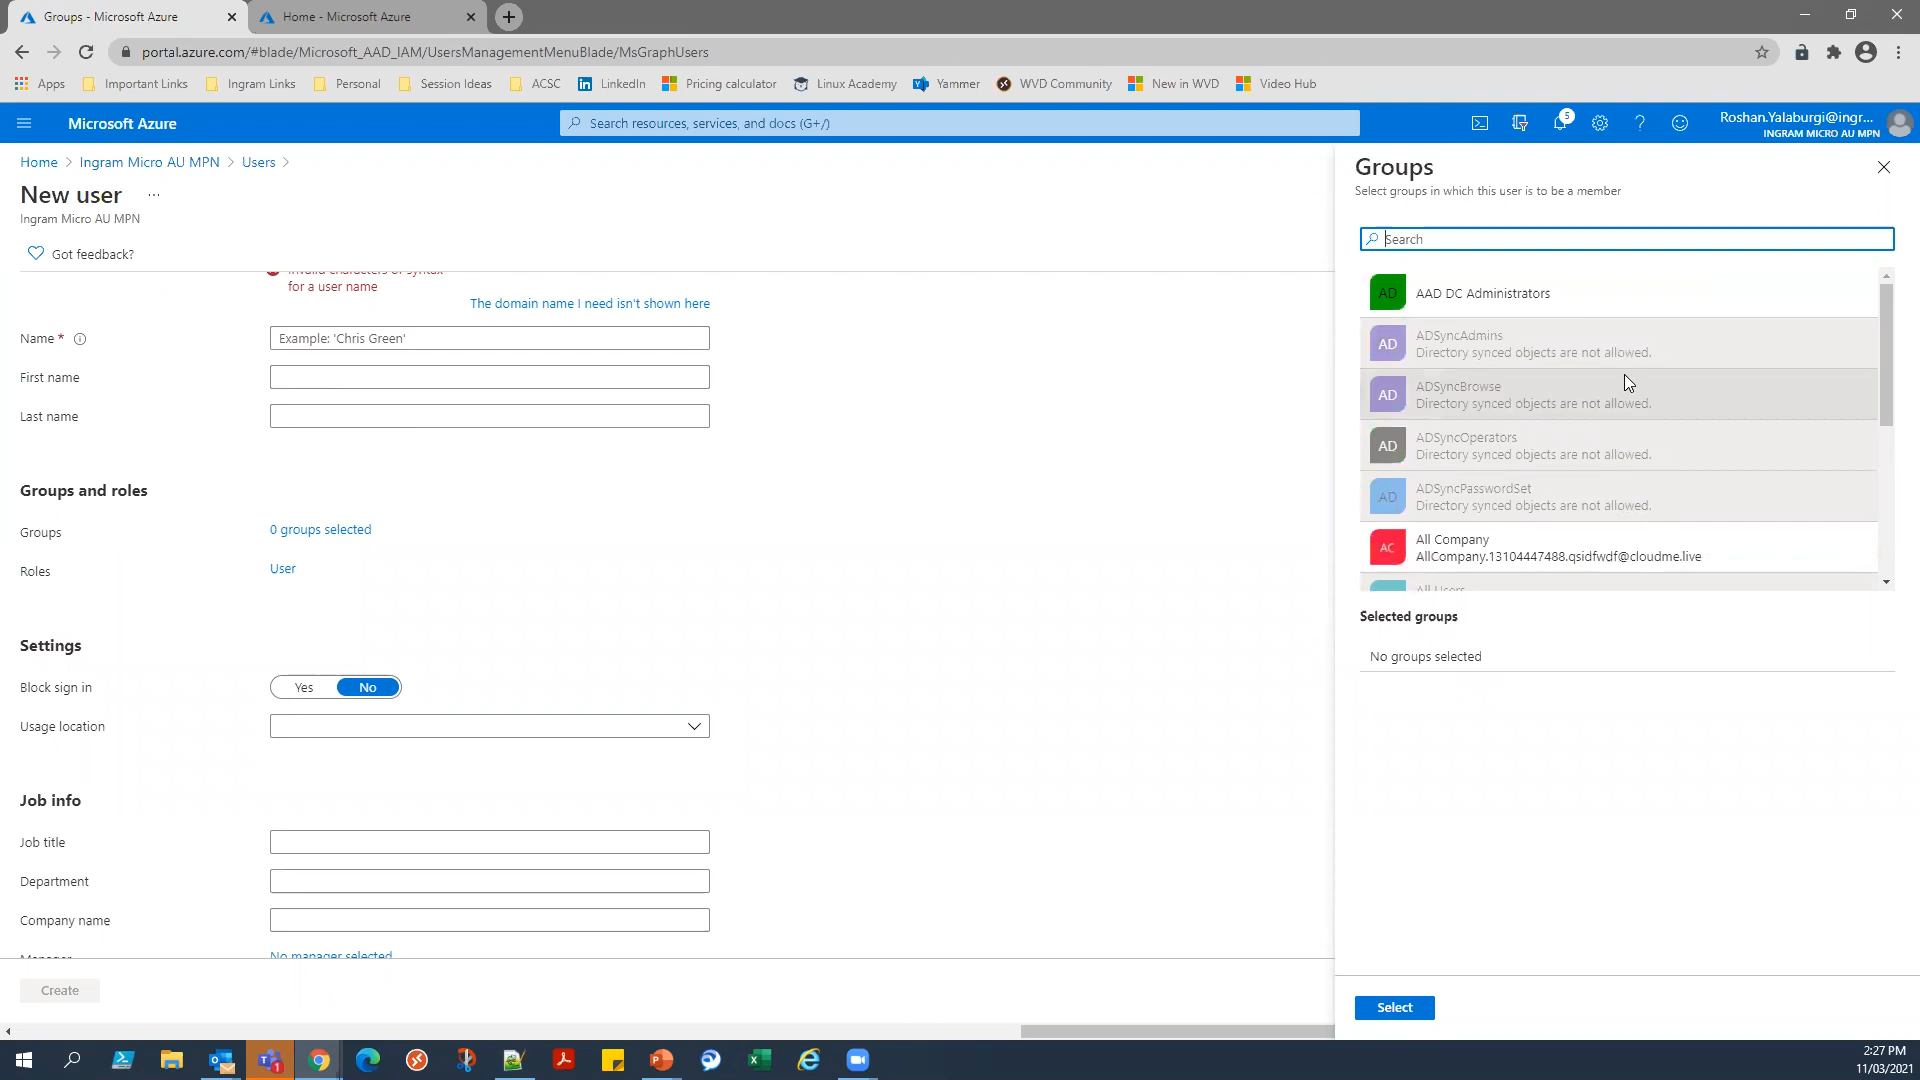 Groups - Microsoft Azure
Home - Microsoft Azure
portal.azure.com/#blade/Microsoft_AAD_IAM/UsersManagementMenuBlade/MsGraphUsers
Apps
Important Links
Ingram Links
Personal
Session Ideas
ACSC
LinkedIn
Pricing calculator
Linux Academy
Yammer
WVD Community
New in WVD
Video Hub
Microsoft Azure
Search resources, services, and docs (G+/)
5
Roshan.Yalaburgi@ingr...
INGRAM MICRO AU MPN
Home > Ingram Micro AU MPN > Users >
New user ...
Ingram Micro AU MPN
Got feedback?
Invalid characters or syntax
for a user name
The domain name I need isn't shown here
Name *
Example: 'Chris Green'
First name
Last name
Groups and roles
Groups
0 groups selected
Roles
User
Settings
Block sign in
Yes
No
Usage location
Job info
Job title
Department
Company name
Manager
No manager selected
Create
Groups
Select groups in which this user is to be a member
Search
AD
AAD DC Administrators
AD
ADSyncAdmins
Directory synced objects are not allowed.
AD
ADSyncBrowse
Directory synced objects are not allowed.
AD
ADSyncOperators
Directory synced objects are not allowed.
AD
ADSyncPasswordSet
Directory synced objects are not allowed.
AC
All Company
AllCompany.13104447488.qsidfwdf@cloudme.live
All Users
Selected groups
No groups selected
Select
2:27 PM
11/03/2021